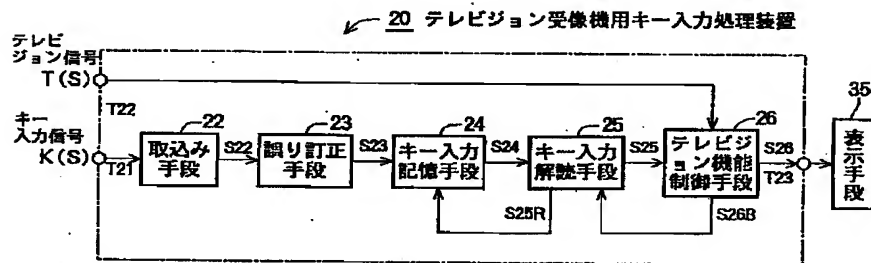 20 テレビジョン受像機用キー入力処理装置
テレビ
ジョン信号
T(S)
T22
キー
入力信号
K(S)
T21
22
取込み
手段
S22
23
誤り訂正
手段
S23
24
キー入力
記憶手段
S24
25
キー入力
解読手段
S25
26
テレビジ
ョン機能
制御手段
S26
T23
35
表示手段
S25R
S26B